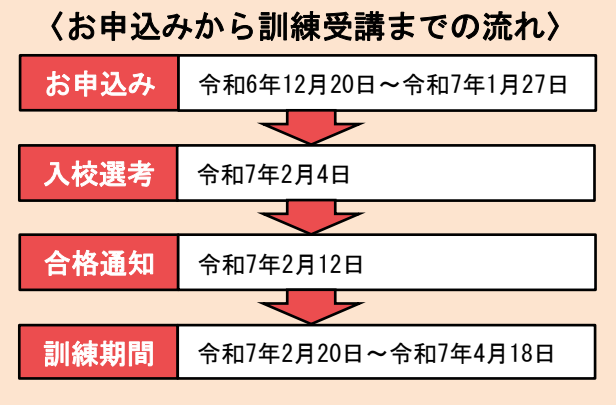 〈お申込みから訓練受講までの流れ〉
お申込み 令和6年12月20日～令和7年1月27日
入校選考 令和7年2月4日
合格通知 令和7年2月12日
訓練期間 令和7年2月20日～令和7年4月18日